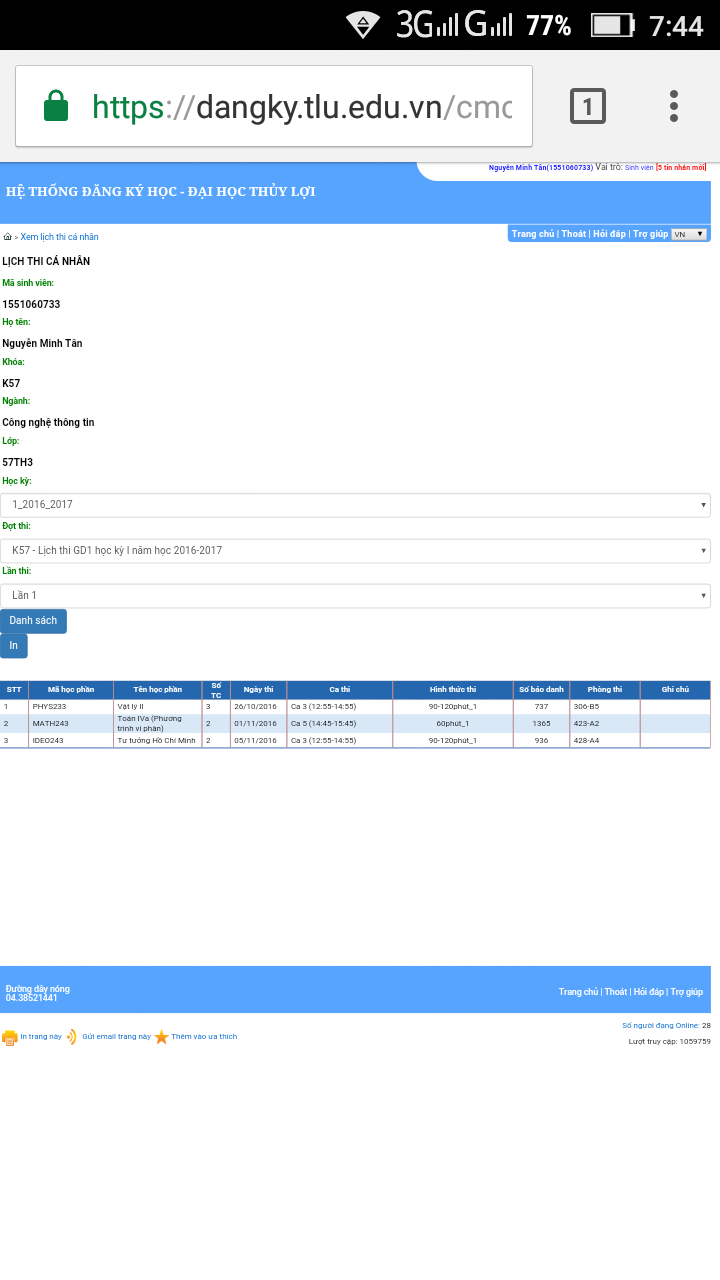 3G G 77% 7:44
https://dangky.tlu.edu.vn/cmc
1
Nguyễn Minh Tân(1551060733) Vai trò: Sinh viên [5 tin nhắn mới]
HỆ THỐNG ĐĂNG KÝ HỌC - ĐẠI HỌC THỦY LỢI
> Xem lịch thi cá nhân
Trang chủ | Thoát | Hỏi đáp | Trợ giúp VN
LỊCH THI CÁ NHÂN
Mã sinh viên:
1551060733
Họ tên:
Nguyễn Minh Tân
Khóa:
K57
Ngành:
Công nghệ thông tin
Lớp:
57TH3
Học kỳ:
1_2016_2017
Đợt thi:
K57 - Lịch thi GD1 học kỳ I năm học 2016-2017
Lần thi:
Lần 1
Danh sách
In
STT Mã học phần Tên học phần Số TC Ngày thi Ca thi Hình thức thi Số báo danh Phòng thi Ghi chú
1 PHYS233 Vật lý II 3 26/10/2016 Ca 3 (12:55-14:55) 90-120phút_1 737 306-B5
2 MATH243 Toán IVa (Phương trình vi phân) 2 01/11/2016 Ca 5 (14:45-15:45) 60phút_1 1365 423-A2
3 IDEO243 Tư tưởng Hồ Chí Minh 2 05/11/2016 Ca 3 (12:55-14:55) 90-120phút_1 936 428-A4
Đường dây nóng
04.38521441
Trang chủ | Thoát | Hỏi đáp | Trợ giúp
In trang này Gửi email trang này Thêm vào ưa thích
Số người đang Online: 28
Lượt truy cập: 1059759